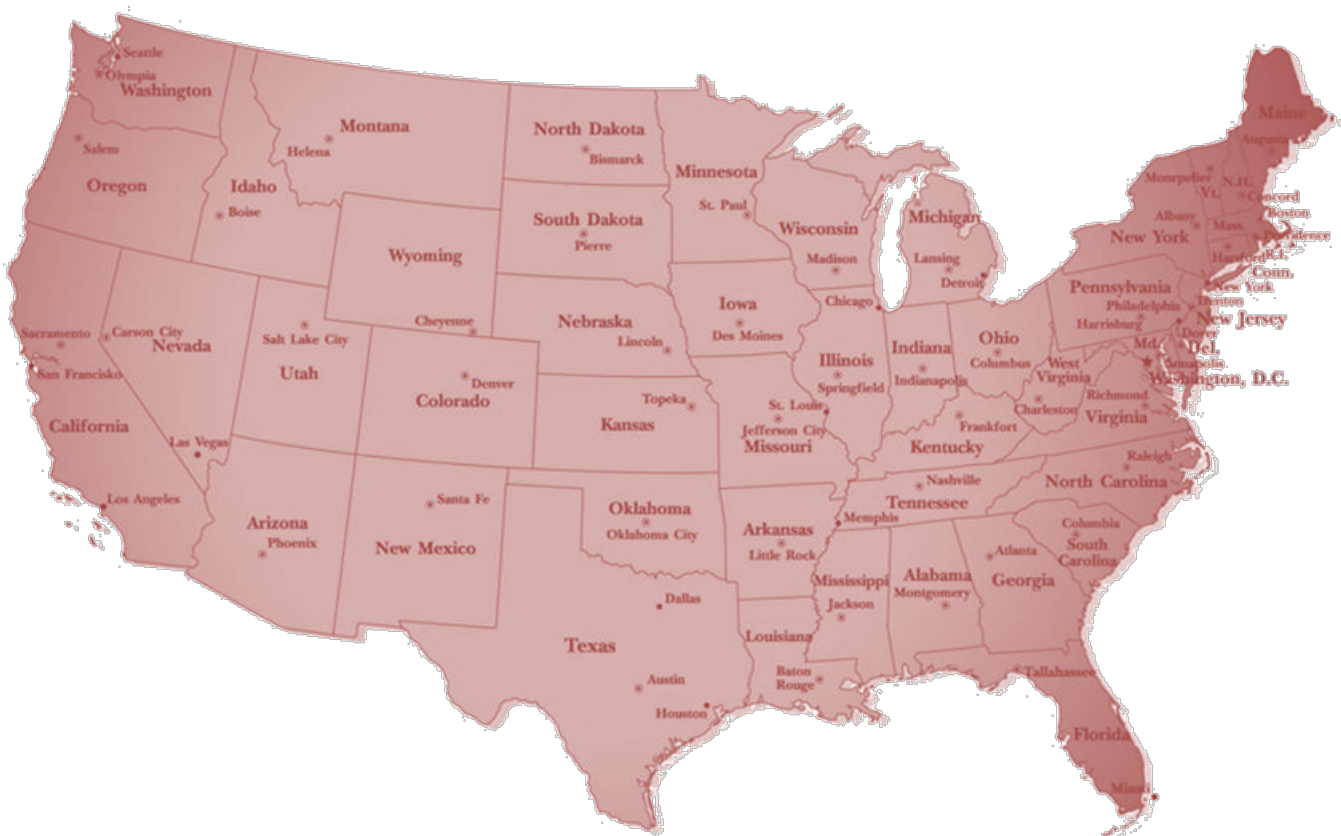 Seattle
Olympia
Washington
Salem
Oregon
Montana
Helena
Idaho
Boise
North Dakota
Bismarck
South Dakota
Pierre
Minnesota
St. Paul
Wisconsin
Madison
Michigan
Lansing
Detroit
Maine
Augusta
Monrpelier
Vt.
N.H.
Concord
Boston
Albany
Mass.
New York
Providence
Harsford
R.I.
Conn.
New York
Wyoming
Cheyenne
Nebraska
Lincoln
Iowa
Des Moines
Chicago
Illinois
Springfield
Indiana
Indianapolis
Ohio
Columbus
Pennsylvania
Philadelphia
Harrisburg
Trenton
New Jersey
Dover
Del.
Md.
Annapolis
Washington, D.C.
West
Virginia
Charleston
Richmond
Virginia
Sacramento
San Francisko
California
Los Angeles
Carson City
Nevada
Las Vegas
Salt Lake City
Utah
Denver
Colorado
Topeka
Kansas
St. Louis
Jefferson City
Missouri
Frankfort
Kentucky
Nashville
Tennessee
Memphis
Raleigh
North Carolina
Columbia
South
Carolina
Arizona
Phoenix
Santa Fe
New Mexico
Oklahoma
Oklahoma City
Arkansas
Little Rock
Mississippi
Jackson
Alabama
Montgomery
Atlanta
Georgia
Dallas
Texas
Austin
Houston
Louisiana
Baton
Rouge
Tallahassee
Florida
Miami